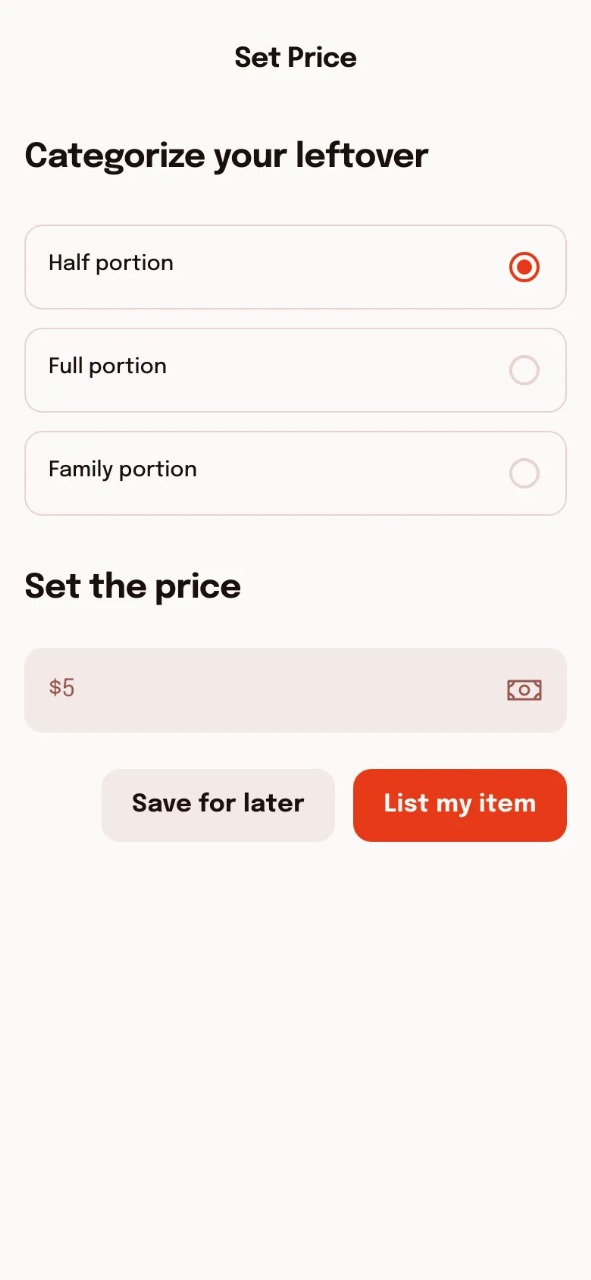 Set Price
Categorize your leftover
Half portion
Full portion
Family portion
Set the price
$5
Save for later
List my item